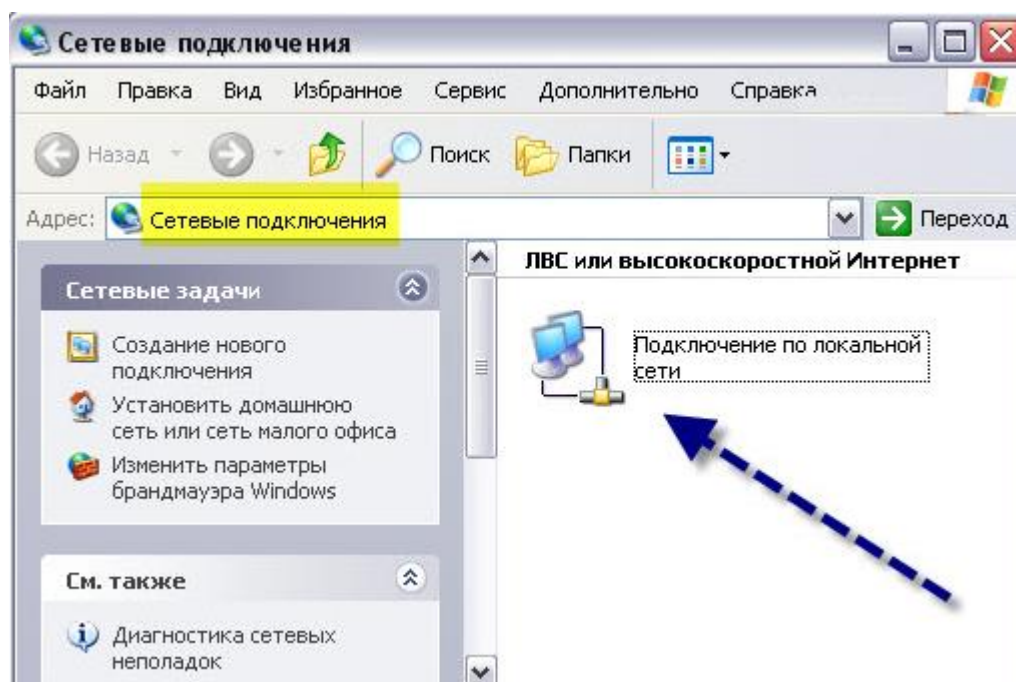 Сетевые подключения
Файл Правка Вид Избранное Сервис Дополнительно Справка
Назад Поиск Папки
Адрес: Сетевые подключения Переход
Сетевые задачи
Создание нового
подключения
Установить домашнюю
сеть или сеть малого офиса
Изменить параметры
брандмауэра Windows
См. также
Диагностика сетевых
неполадок
ЛВС или высокоскоростной Интернет
Подключение по локальной
сети